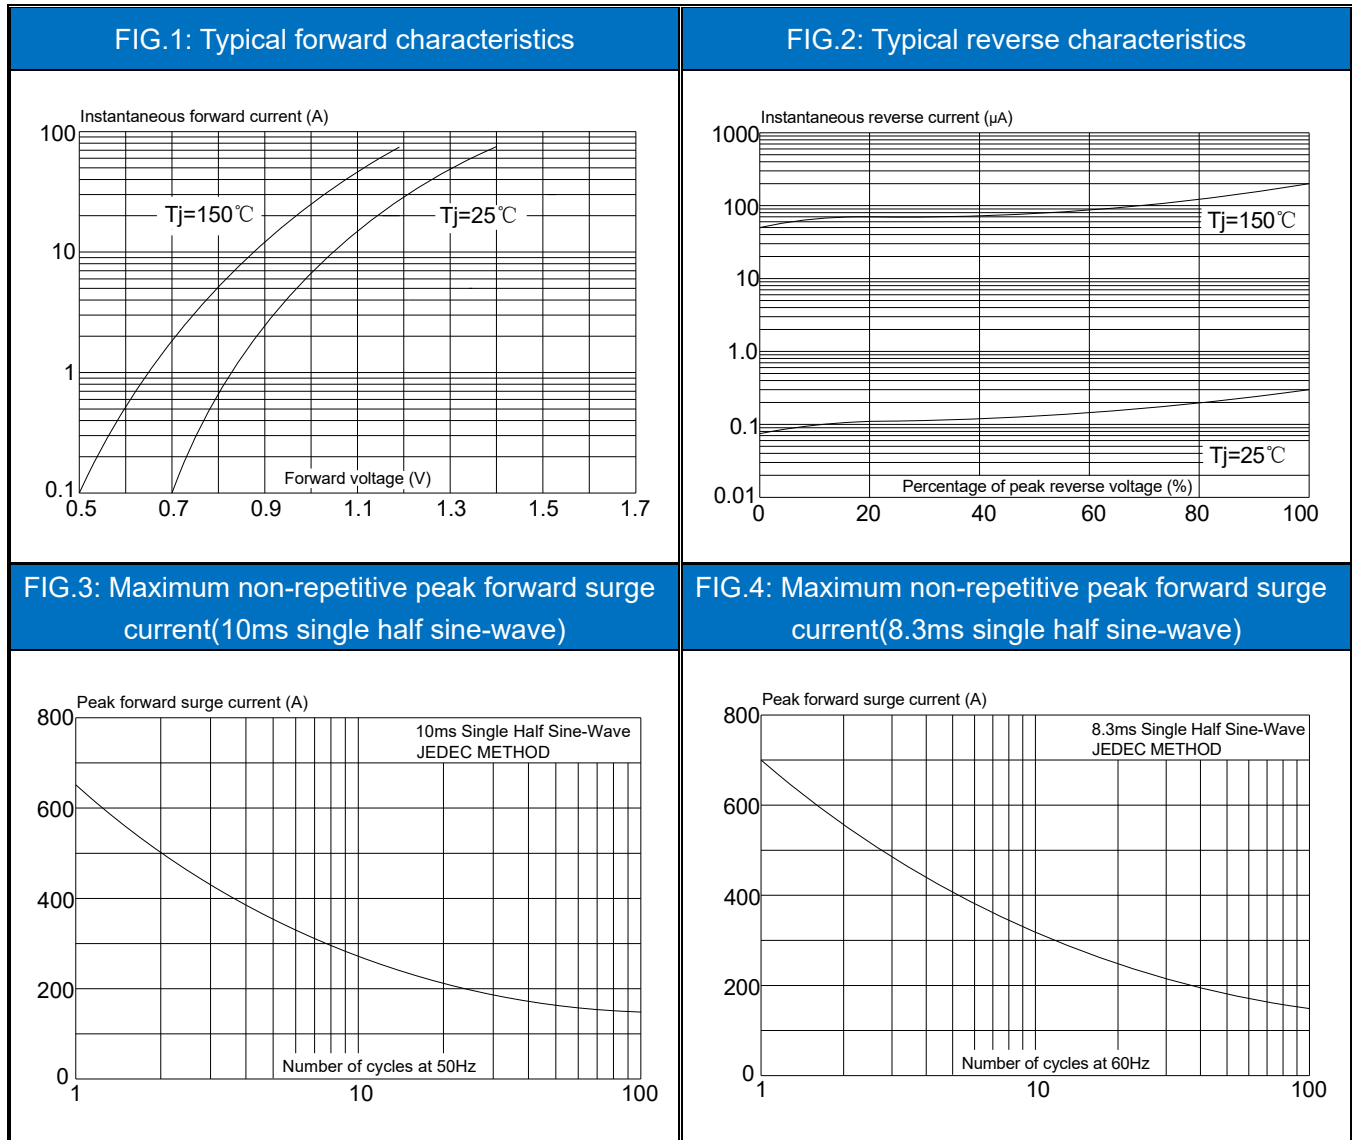 FIG.1: Typical forward characteristics
Instantaneous forward current (A)
100
10
1
0.1
Tj=150℃
Tj=25℃
Forward voltage (V)
0.5 0.7 0.9 1.1 1.3 1.5 1.7
FIG.2: Typical reverse characteristics
Instantaneous reverse current (μA)
1000
100
10
1.0
0.1
0.01
Tj=150℃
Tj=25℃
Percentage of peak reverse voltage (%)
0 20 40 60 80 100
FIG.3: Maximum non-repetitive peak forward surge
current(10ms single half sine-wave)
Peak forward surge current (A)
800
600
400
200
0
10ms Single Half Sine-Wave
JEDEC METHOD
Number of cycles at 50Hz
1 10 100
FIG.4: Maximum non-repetitive peak forward surge
current(8.3ms single half sine-wave)
Peak forward surge current (A)
800
600
400
200
0
8.3ms Single Half Sine-Wave
JEDEC METHOD
Number of cycles at 60Hz
1 10 100